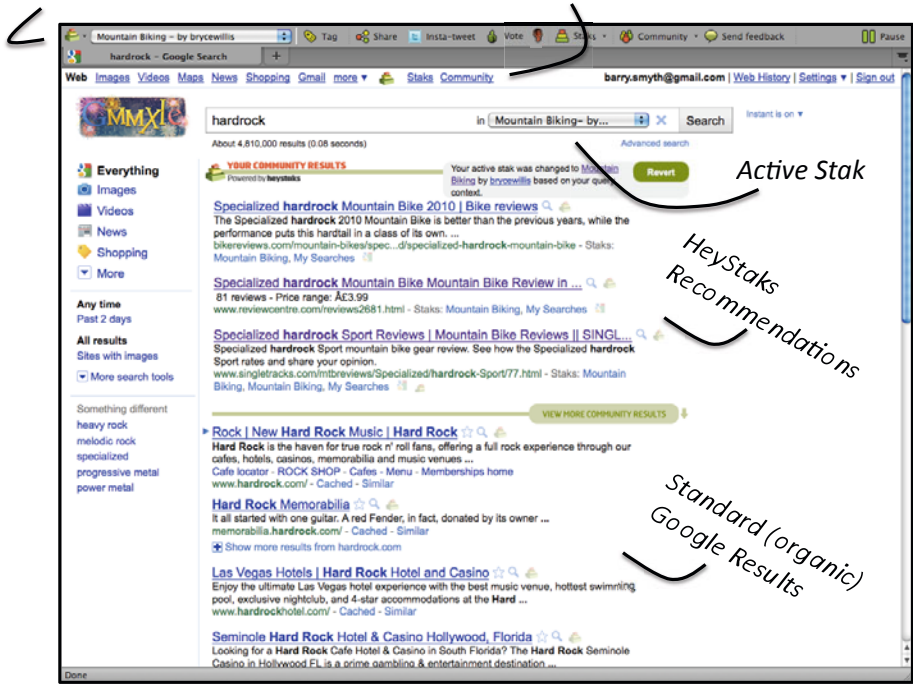 Mountain Biking - by brycewillis Tag Share Insta-tweet Vote Staks Community Send feedback Pause
hardrock - Google Search +
Web Images Videos Maps News Shopping Gmail more ▼ Staks Community barry.smyth@gmail.com | Web History | Settings ▼ | Sign out
GMMXIE
hardrock in Mountain Biking- by... Search Instant is on ▼
About 4,810,000 results (0.08 seconds) Advanced search
Everything
Images
Videos
News
Shopping
More
Any time
Past 2 days
All results
Sites with images
More search tools
Something different
heavy rock
melodic rock
specialized
progressive metal
power metal
YOUR COMMUNITY RESULTS
Powered by heystaks
Your active stak was changed to Mountain
Biking by brycewillis based on your query
context.
Revert
Specialized hardrock Mountain Bike 2010 | Bike reviews
The Specialized hardrock 2010 Mountain Bike is better than the previous years, while the
performance puts this hardtail in a class of its own. ...
bikereviews.com/mountain-bikes/spec...d/specialized-hardrock-mountain-bike - Staks:
Mountain Biking, My Searches
Specialized hardrock Mountain Bike Mountain Bike Review in ...
81 reviews - Price range: Â£3.99
www.reviewcentre.com/reviews2681.html - Staks: Mountain Biking, My Searches
Specialized hardrock Sport Reviews | Mountain Bike Reviews || SINGL...
Specialized hardrock Sport mountain bike gear review. See how the Specialized hardrock
Sport rates and share your opinion.
www.singletracks.com/mtbreviews/Specialized/hardrock-Sport/77.html - Staks: Mountain
Biking, Mountain Biking, My Searches
VIEW MORE COMMUNITY RESULTS
Rock | New Hard Rock Music | Hard Rock
Hard Rock is the haven for true rock n' roll fans, offering a full rock experience through our
cafes, hotels, casinos, memorabilia and music venues ...
Cafe locator - ROCK SHOP - Cafes - Menu - Memberships home
www.hardrock.com/ - Cached - Similar
Hard Rock Memorabilia
It all started with one guitar. A red Fender, in fact, donated by its owner ...
memorabilia.hardrock.com/ - Cached - Similar
Show more results from hardrock.com
Las Vegas Hotels | Hard Rock Hotel and Casino
Enjoy the ultimate Las Vegas hotel experience with the best music venue, hottest swimming
pool, exclusive nightclub, and 4-star accommodations at the Hard ...
www.hardrockhotel.com/ - Cached - Similar
Seminole Hard Rock Hotel & Casino Hollywood, Florida
Looking for a Hard Rock Cafe Hotel & Casino in South Florida? The Hard Rock Seminole
Casino in Hollywood FL is a prime gambling & entertainment destination ...
Done
Active Stak
HeyStaks
Recommendations
Standard (organic)
Google Results